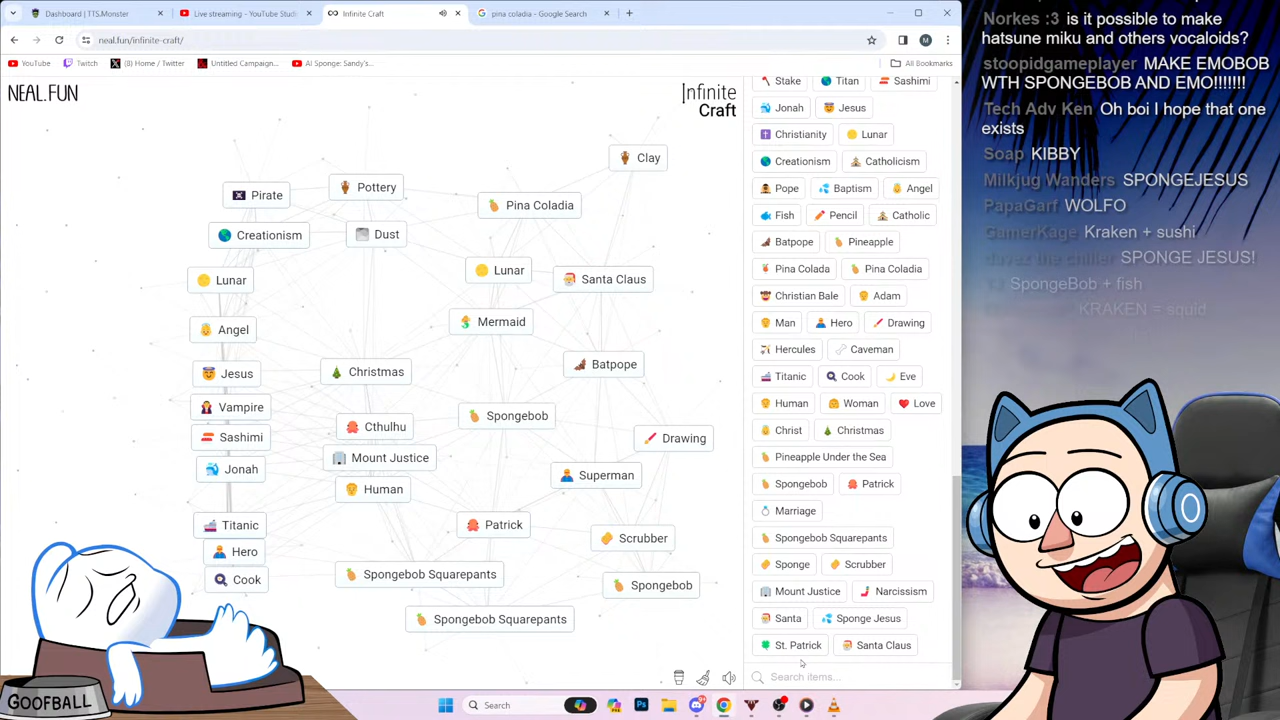 Dashboard | TTS.Monster
Live streaming - YouTube Studi
Infinite Craft
pina coladia - Google Search
neal.fun/infinite-craft/
YouTube
Twitch
(8) Home / Twitter
Untitled Campaign...
AI Sponge: Sandy's...
All Bookmarks
NEAL.FUN
Infinite
Craft
Clay
Pirate
Pottery
Pina Coladia
Creationism
Dust
Lunar
Lunar
Santa Claus
Angel
Mermaid
Jesus
Christmas
Batpope
Vampire
Spongebob
Sashimi
Cthulhu
Drawing
Jonah
Mount Justice
Human
Superman
Titanic
Patrick
Scrubber
Hero
Cook
Spongebob Squarepants
Spongebob
Spongebob Squarepants
Stake Titan Sashimi
Jonah Jesus
Christianity Lunar
Creationism Catholicism
Pope Baptism Angel
Fish Pencil Catholic
Batpope Pineapple
Pina Colada Pina Coladia
Christian Bale Adam
Man Hero Drawing
Hercules Caveman
Titanic Cook Eve
Human Woman Love
Christ Christmas
Pineapple Under the Sea
Spongebob Patrick
Marriage
Spongebob Squarepants
Sponge Scrubber
Mount Justice Narcissism
Santa Sponge Jesus
St. Patrick Santa Claus
Search items...
Norkes :3 is it possible to make
hatsune miku and others vocaloids?
stoopidgameplayer MAKE EMOBOB
WTH SPONGEBOB AND EMO!!!!!!!
Tech Adv Ken Oh boi I hope that one
exists
Soap KIBBY
Milkjug Wanders SPONGEJESUS
PapaGarf WOLFO
GamerKage Kraken + sushi
davez the chiller SPONGE JESUS!
SpongeBob + fish
KRAKEN = squid
GOOFBALL
Search